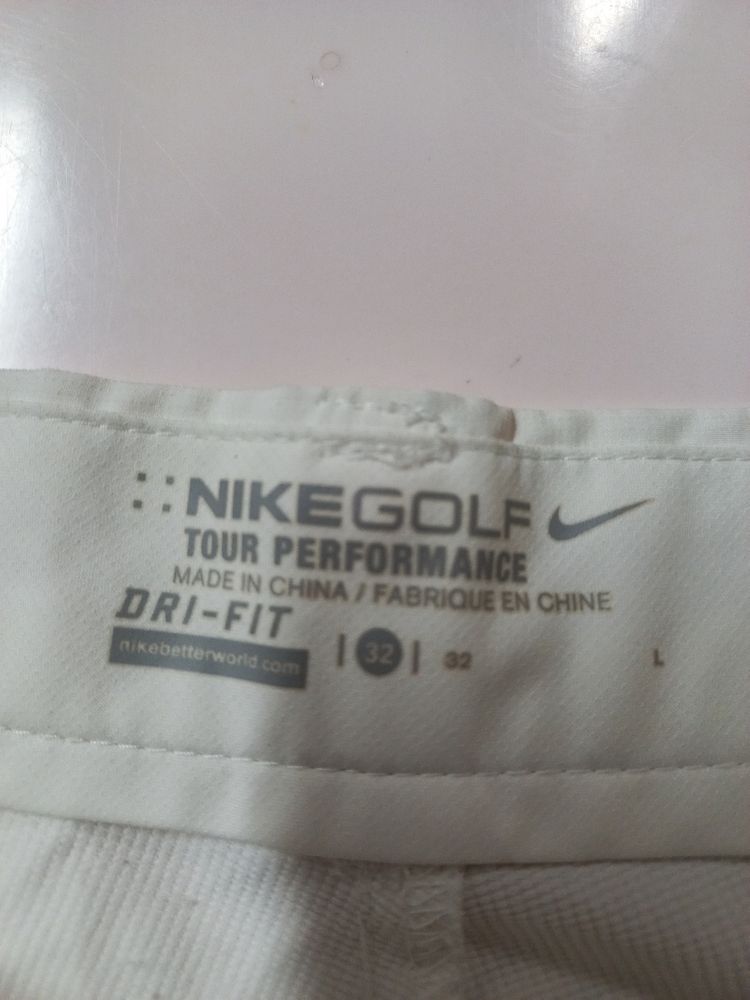 NIKEGOLF
TOUR PERFORMANCE
MADE IN CHINA / FABRIQUE EN CHINE
DRI-FIT
nikebetterworld.com
| 32 | 32 L